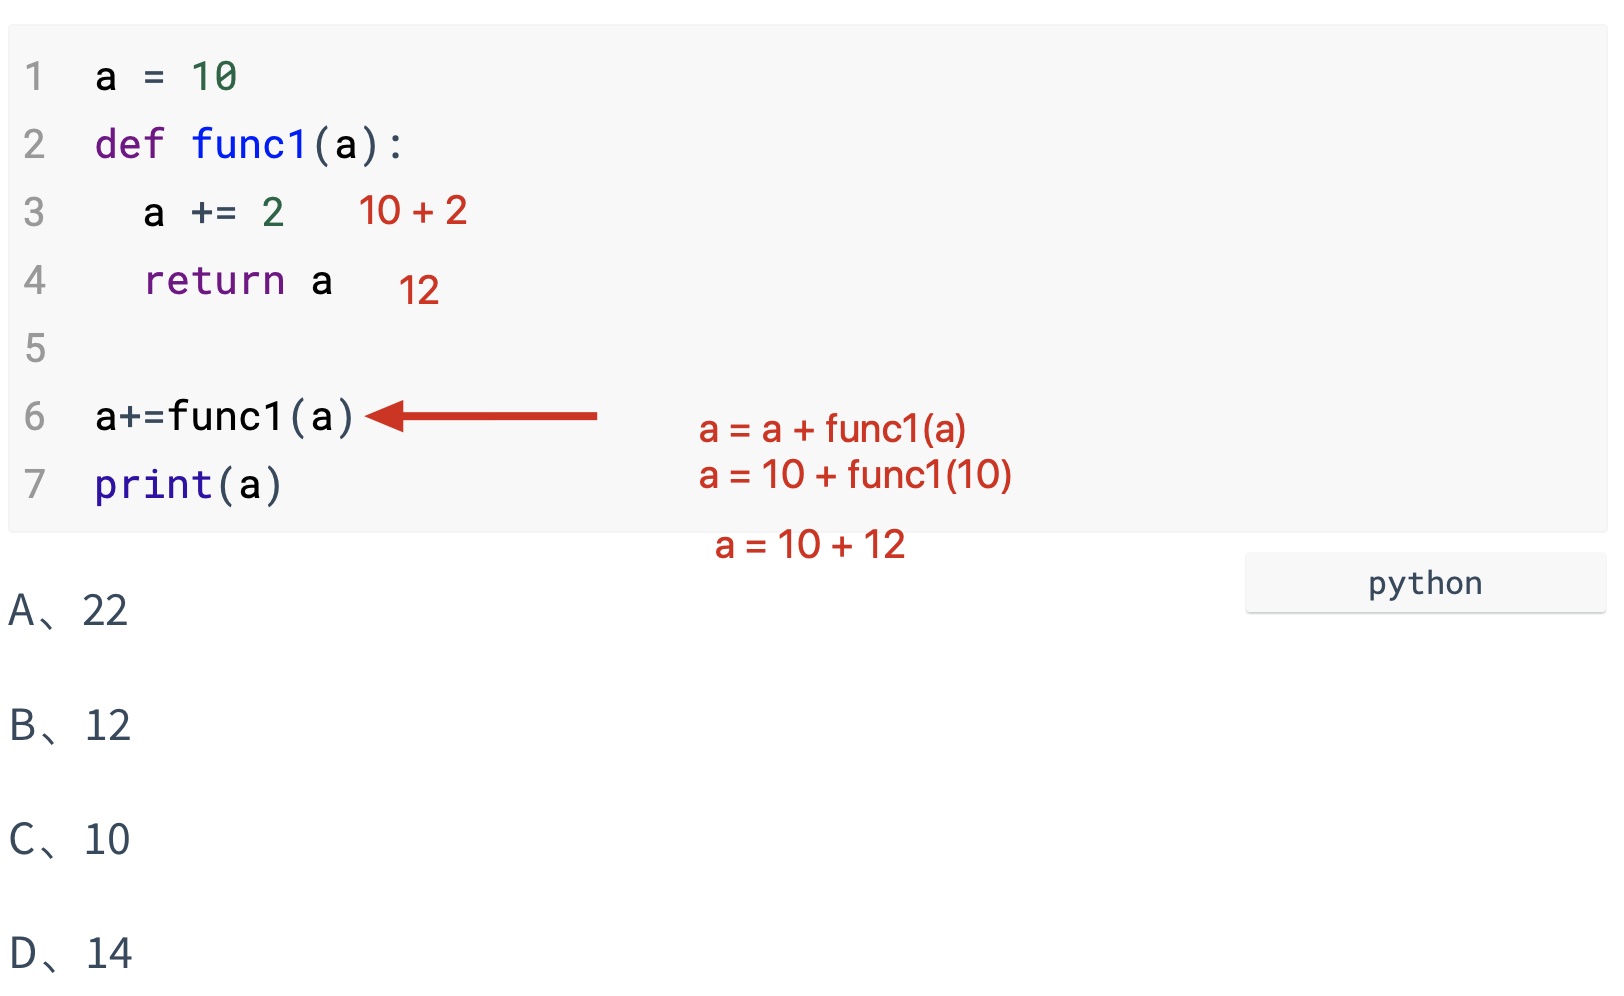 1 a = 10
2 def func1(a):
3 a += 2 10 + 2
4 return a 12
5
6 a+=func1(a)
a = a + func1(a)
a = 10 + func1(10)
7 print(a)
a = 10 + 12
python
A、22
B、12
C、10
D、14